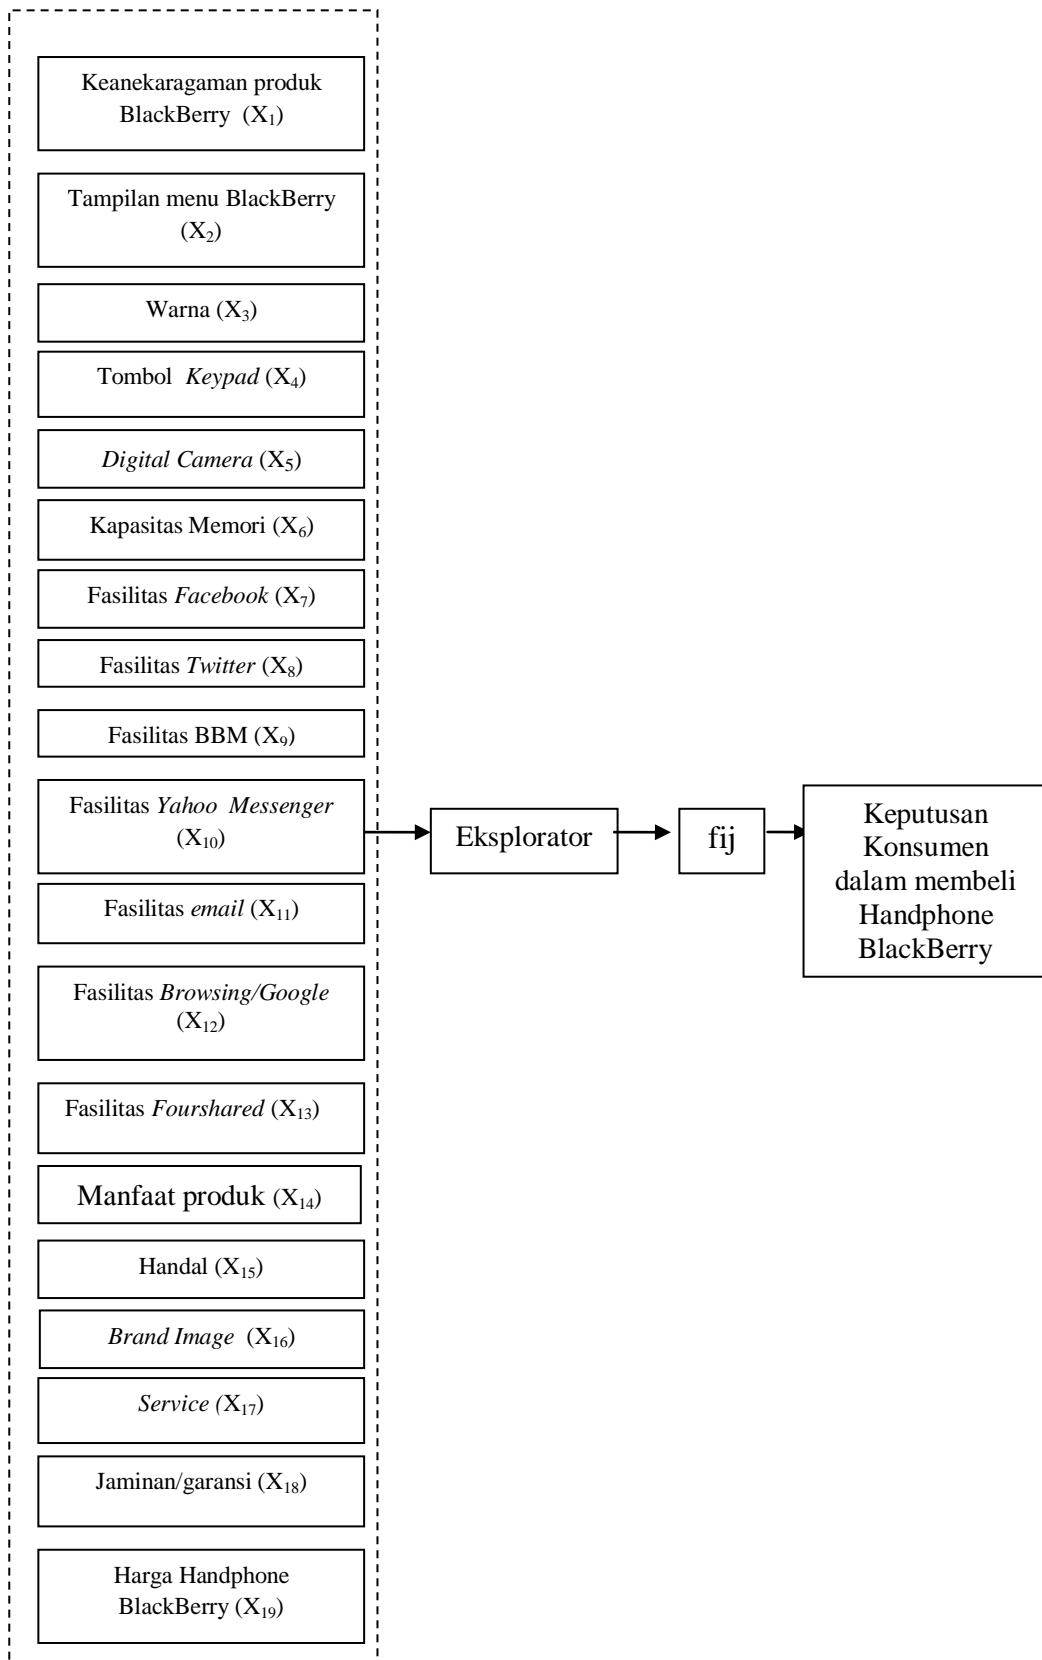 Keanekaragaman produk
BlackBerry (X₁)
Tampilan menu BlackBerry
(X₂)
Warna (X₃)
Tombol Keypad (X₄)
Digital Camera (X₅)
Kapasitas Memori (X₆)
Fasilitas Facebook (X₇)
Fasilitas Twitter (X₈)
Fasilitas BBM (X₉)
Fasilitas Yahoo Messenger
(X₁₀)
Fasilitas email (X₁₁)
Fasilitas Browsing/Google
(X₁₂)
Fasilitas Fourshared (X₁₃)
Manfaat produk (X₁₄)
Handal (X₁₅)
Brand Image (X₁₆)
Service (X₁₇)
Jaminan/garansi (X₁₈)
Harga Handphone
BlackBerry (X₁₉)
Eksplorator
fij
Keputusan
Konsumen
dalam membeli
Handphone
BlackBerry